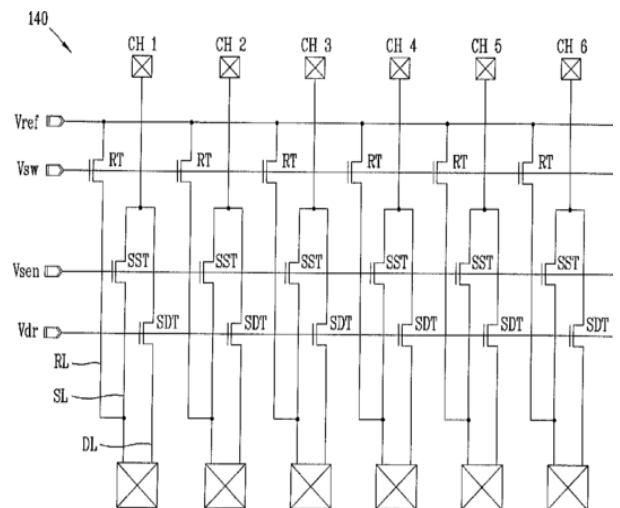 140
CH 1 CH 2 CH 3 CH 4 CH 5 CH 6
Vref
Vsw RT RT RT RT RT RT
Vsen SST SST SST SST SST SST
Vdr SDT SDT SDT SDT SDT SDT
RL
SL
DL